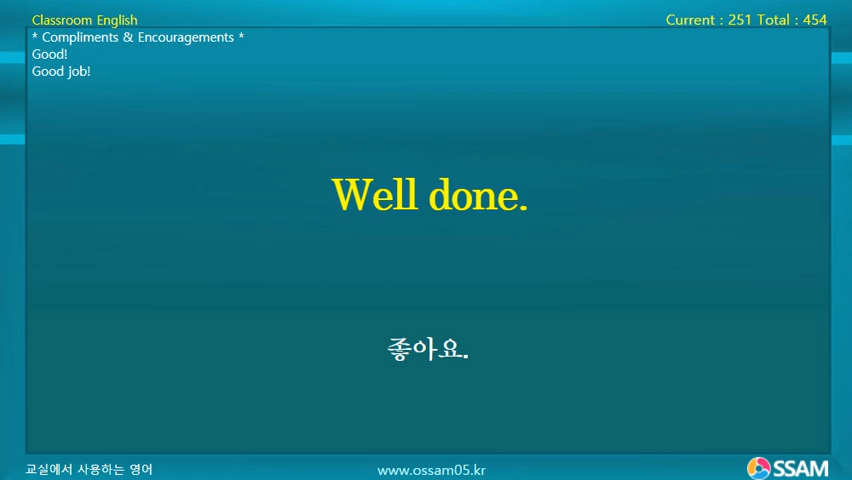 Classroom English
Current : 251 Total : 454
* Compliments & Encouragements *
Good!
Good job!
Well done.
좋아요.
교실에서 사용하는 영어
www.ossam05.kr
OSSAM